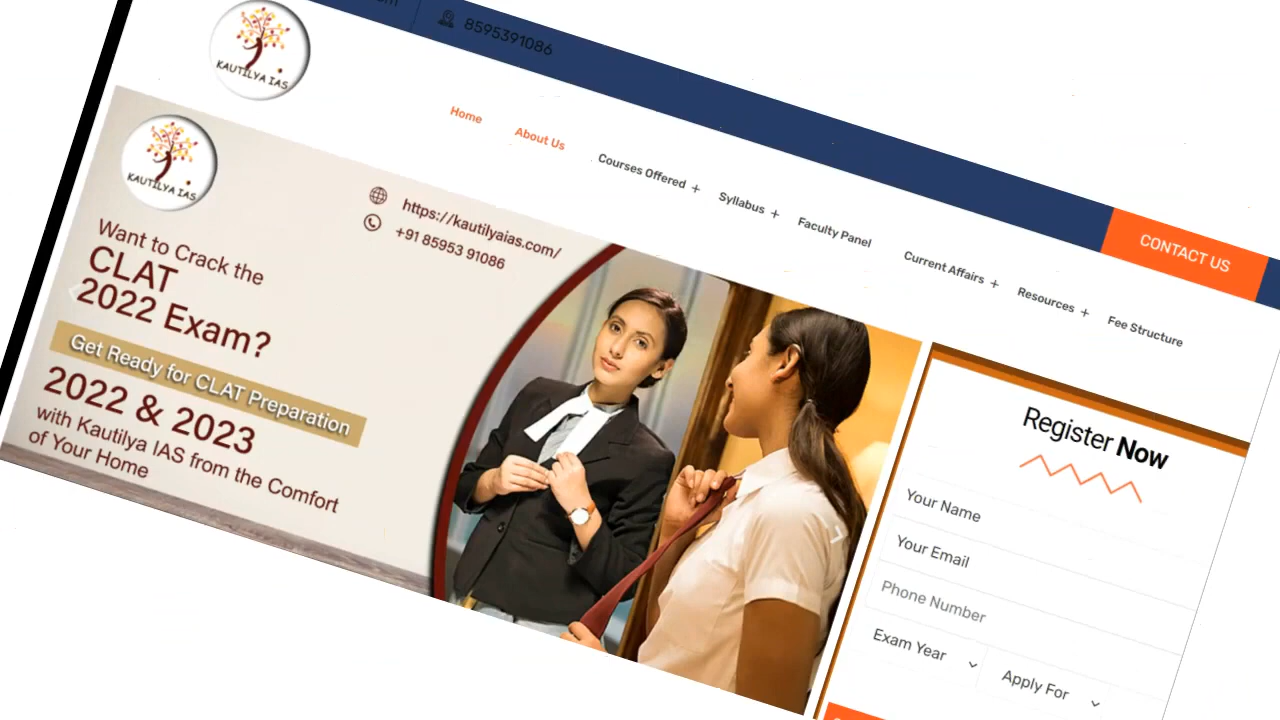 8595391086
KAUTILYA IAS
Home
About Us
Courses Offered +
Syllabus +
Faculty Panel
Current Affairs +
Resources +
Fee Structure
CONTACT US
KAUTILYA IAS
https://kautilyaias.com/
+91 85953 91086
Want to Crack the
CLAT
2022 Exam?
Get Ready for CLAT Preparation
2022 & 2023
with Kautilya IAS from the Comfort
of Your Home
Register Now
Your Name
Your Email
Phone Number
Exam Year
Apply For